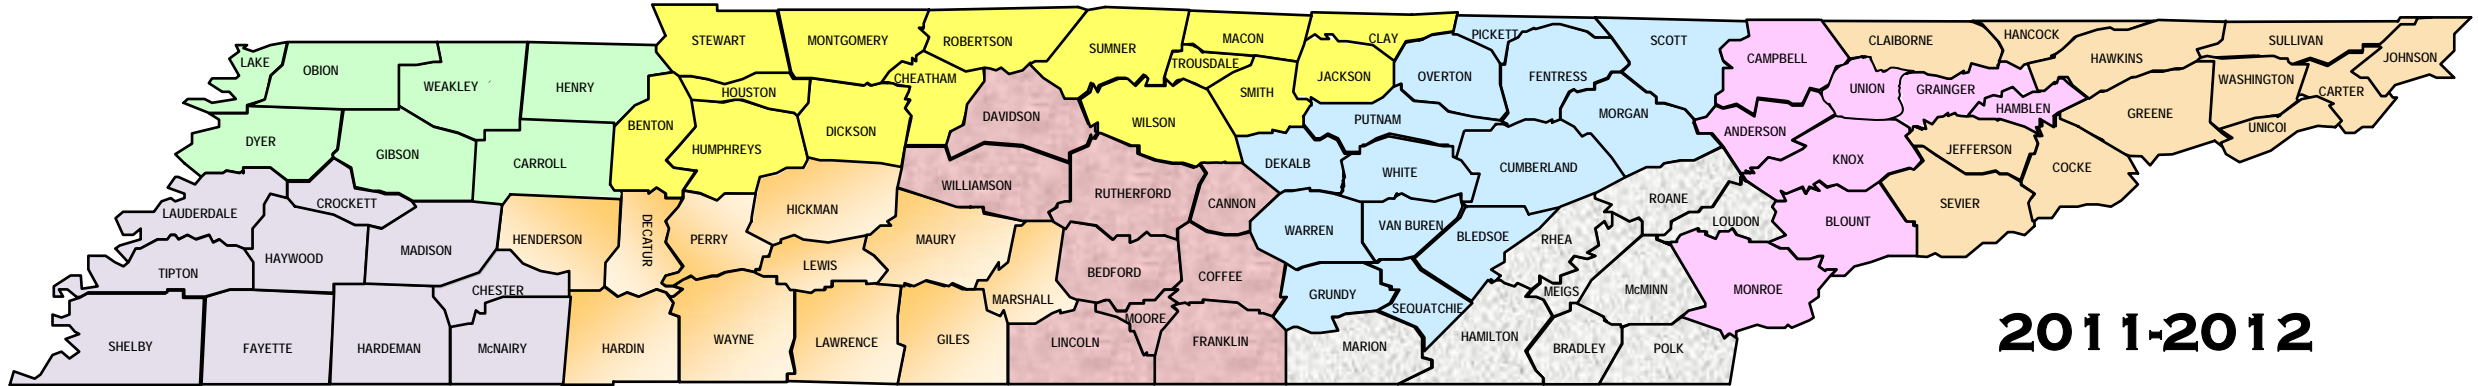 STEWART
MONTGOMERY
ROBERTSON
SUMNER
MACON
CLAY
PICKETT
SCOTT
CAMPBELL
CLAIBORNE
HANCOCK
HAWKINS
SULLIVAN
JOHNSON
LAKE
OBION
WEAKLEY
HENRY
HOUSTON
CHEATHAM
TROUSDALE
SMITH
JACKSON
OVERTON
FENTRESS
MORGAN
UNION
GRAINGER
HAMBLEN
GREENE
WASHINGTON
CARTER
UNICOI
DYER
GIBSON
CARROLL
BENTON
HUMPHREYS
DICKSON
DAVIDSON
WILSON
PUTNAM
DEKALB
WHITE
CUMBERLAND
ANDERSON
KNOX
JEFFERSON
COCKE
LAUDERDALE
CROCKETT
HAYWOOD
MADISON
HENDERSON
DECATUR
PERRY
HICKMAN
WILLIAMSON
RUTHERFORD
CANNON
WARREN
VAN BUREN
BLEDSOE
RHEA
ROANE
LOUDON
BLOUNT
SEVIER
TIPTON
CHESTER
LEWIS
MAURY
MARSHALL
BEDFORD
COFFEE
GRUNDY
SEQUATCHIE
MEIGS
McMINN
MONROE
SHELBY
FAYETTE
HARDEMAN
McNAIRY
HARDIN
WAYNE
LAWRENCE
GILES
LINCOLN
MOORE
FRANKLIN
MARION
HAMILTON
BRADLEY
POLK
2011-2012